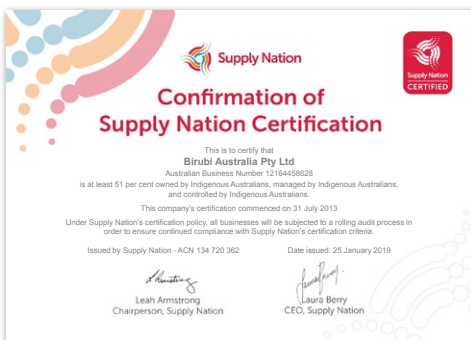 Supply Nation
Supply Nation
CERTIFIED
Confirmation of
Supply Nation Certification
This is to certify that
Birubi Australia Pty Ltd
Australian Business Number 12164458628
is at least 51 per cent owned by Indigenous Australians, managed by Indigenous Australians,
and controlled by Indigenous Australians.
This company's certification commenced on 31 July 2013
Under Supply Nation's certification policy, all businesses will be subjected to a rolling audit process in
order to ensure continued compliance with Supply Nation's certification criteria.
Issued by Supply Nation - ACN 134 720 362 Date issued: 25 January 2019
Leah Armstrong Laura Berry
Chairperson, Supply Nation CEO, Supply Nation